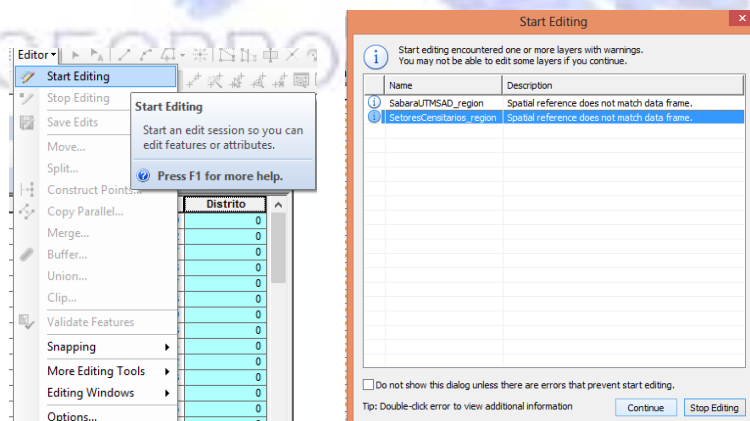 Editor
Start Editing
Stop Editing
Save Edits
Move...
Split...
Construct Points...
Copy Parallel...
Merge...
Buffer...
Union...
Clip...
Validate Features
Snapping
More Editing Tools
Editing Windows
Options...
Start Editing
Start an edit session so you can
edit features or attributes.
Press F1 for more help.
Distrito
0
0
0
0
0
0
0
0
0
0
0
0
0
Start Editing
Start editing encountered one or more layers with warnings.
You may not be able to edit some layers if you continue.
Name Description
SabaraUTMSAD_region Spatial reference does not match data frame.
SetoresCensitarios_region Spatial reference does not match data frame.
Do not show this dialog unless there are errors that prevent start editing.
Tip: Double-click error to view additional information
Continue Stop Editing